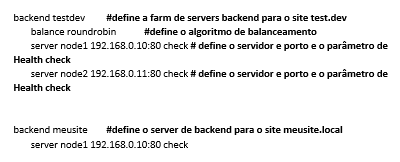 backend testdev #define a farm de servers backend para o site test.dev
balance roundrobin #define o algoritmo de balanceamento
server node1 192.168.0.10:80 check # define o servidor e porto e o parâmetro de
Health check
server node2 192.168.0.11:80 check # define o servidor e porto e o parâmetro de
Health check
backend meusite #define o server de backend para o site meusite.local
server node1 192.168.0.10:80 check